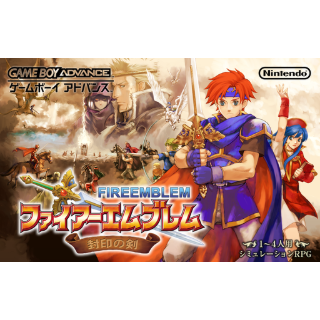 GAME BOY ADVANCE
ゲームボーイ アドバンス
Nintendo
FIREEMBLEM
ファイアーエムブレム
封印の剣
1~4人用
シミュレーションRPG